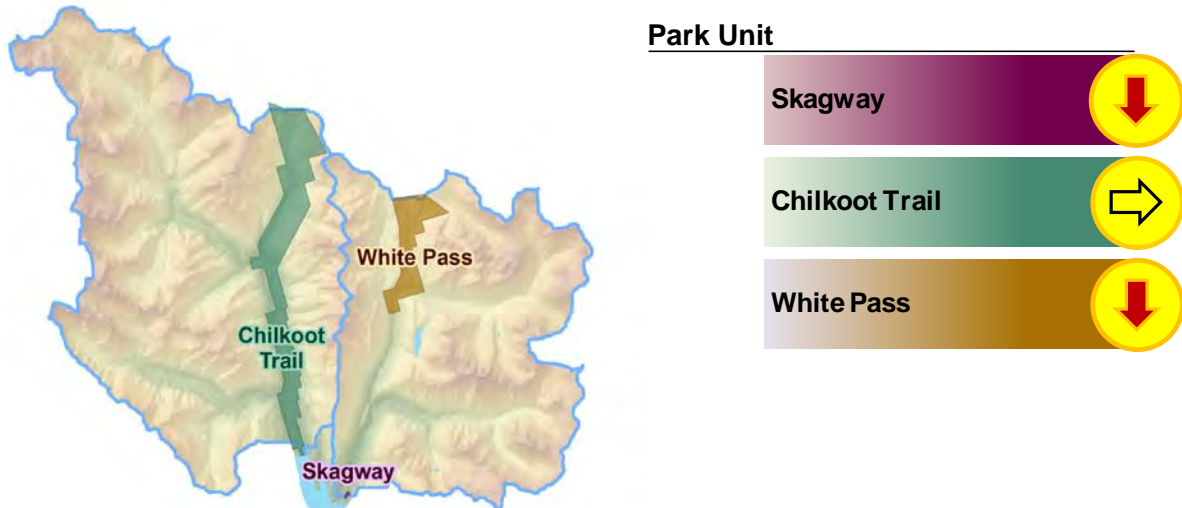 White Pass
Chilkoot
Trail
Skagway
Park Unit
Skagway
Chilkoot Trail
White Pass